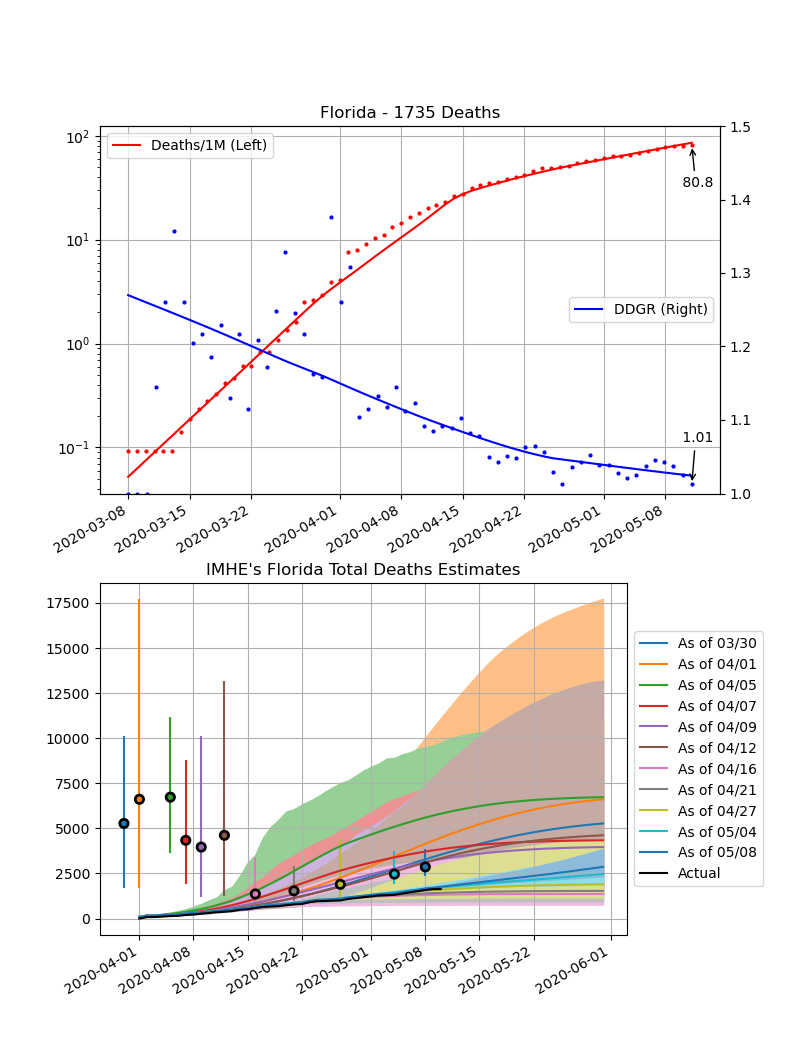 Florida - 1735 Deaths
10²
10¹
10⁰
10⁻¹
Deaths/1M (Left)
DDGR (Right)
80.8
1.01
1.5
1.4
1.3
1.2
1.1
1.0
2020-03-08
2020-03-15
2020-03-22
2020-04-01
2020-04-08
2020-04-15
2020-04-22
2020-05-01
2020-05-08
IMHE's Florida Total Deaths Estimates
17500
15000
12500
10000
7500
5000
2500
0
2020-04-01
2020-04-08
2020-04-15
2020-04-22
2020-05-01
2020-05-08
2020-05-15
2020-05-22
2020-06-01
As of 03/30
As of 04/01
As of 04/05
As of 04/07
As of 04/09
As of 04/12
As of 04/16
As of 04/21
As of 04/27
As of 05/04
As of 05/08
Actual